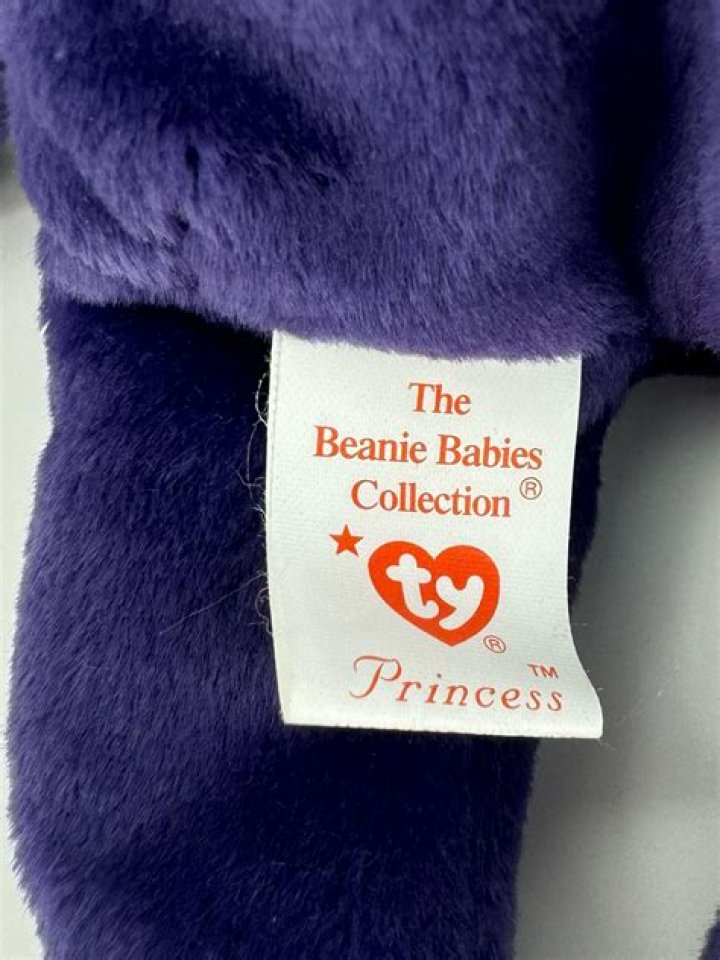 The
Beanie Babies
Collection®
ty®
Princess™